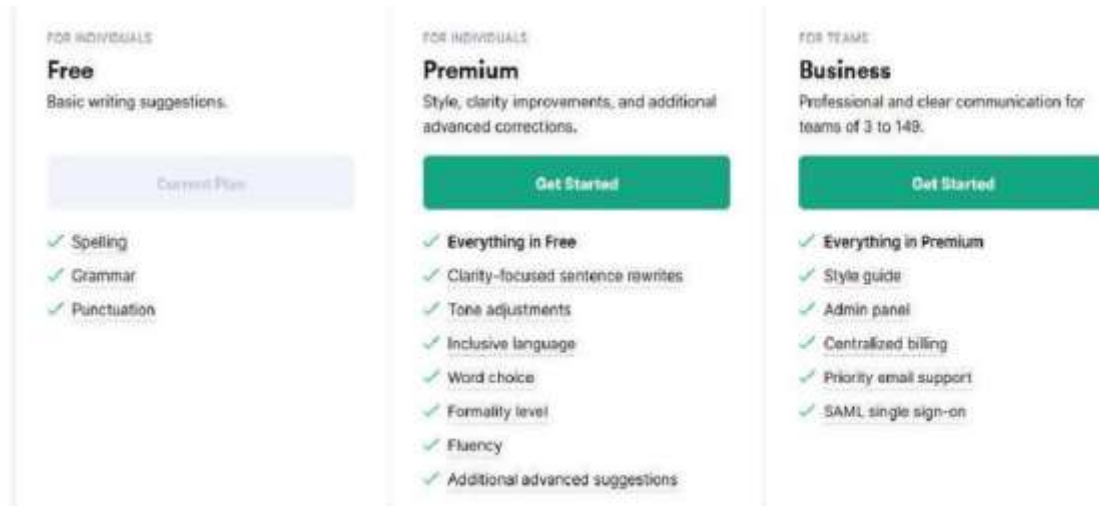 FOR INDIVIDUALS
Free
Basic writing suggestions.
Current Plan
Spelling
Grammar
Punctuation
FOR INDIVIDUALS
Premium
Style, clarity improvements, and additional
advanced corrections.
Get Started
Everything in Free
Clarity-focused sentence rewrites
Tone adjustments
Inclusive language
Word choice
Formality level
Fluency
Additional advanced suggestions
FOR TEAMS
Business
Professional and clear communication for
teams of 3 to 149.
Get Started
Everything in Premium
Style guide
Admin panel
Centralized billing
Priority email support
SAML single sign-on